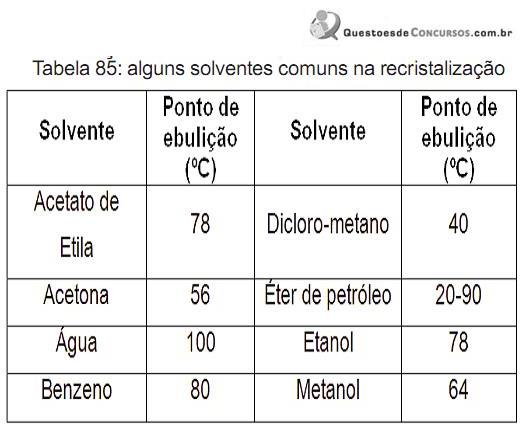 QuestoesdeConcursos.com.br
Tabela 85: alguns solventes comuns na recristalização
Solvente Ponto de ebulição (ºC) Solvente Ponto de ebulição (ºC)
Acetato de Etila 78 Dicloro-metano 40
Acetona 56 Éter de petróleo 20-90
Água 100 Etanol 78
Benzeno 80 Metanol 64